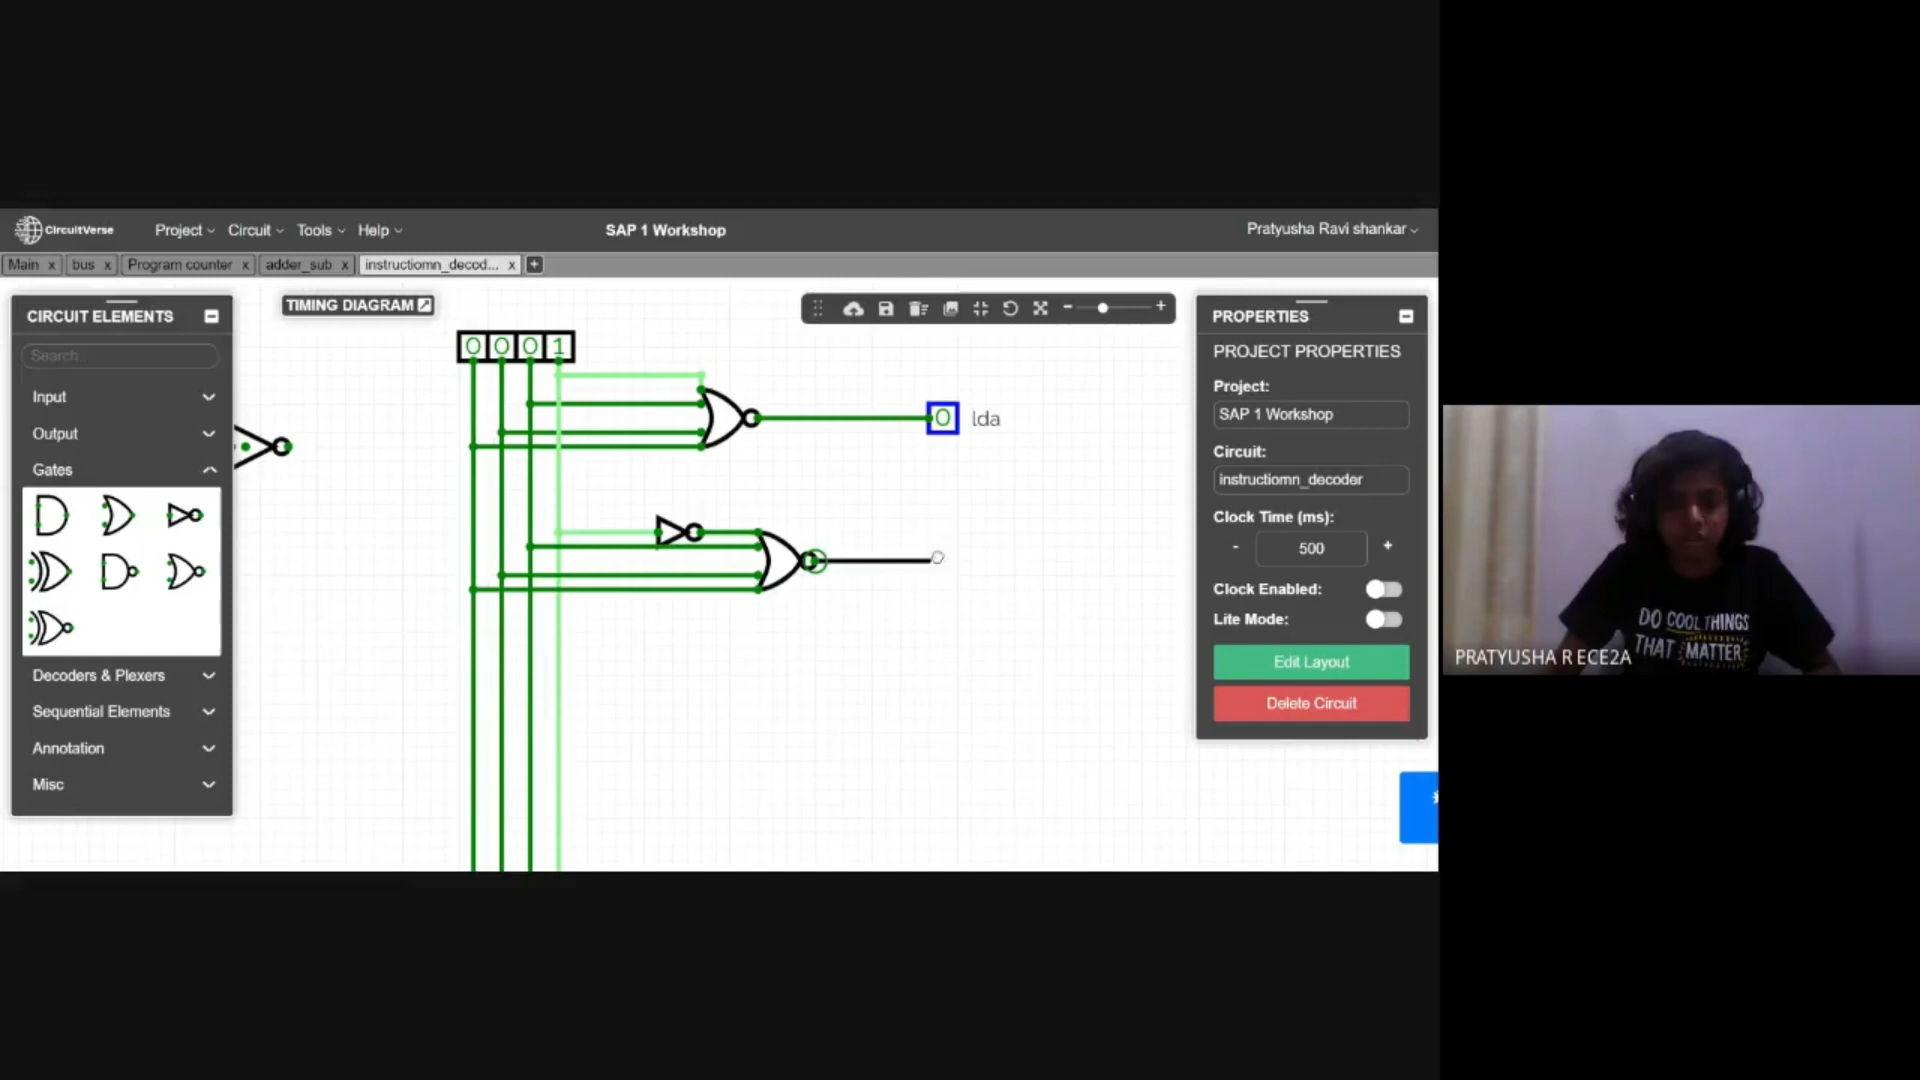 CircuitVerse
Project
Circuit
Tools
Help
SAP 1 Workshop
Pratyusha Ravi shankar
Main x
bus x
Program counter x
adder_sub x
instructiomn_decod... x
+
CIRCUIT ELEMENTS
Search..
Input
Output
Gates
Decoders & Plexers
Sequential Elements
Annotation
Misc
TIMING DIAGRAM
0 0 0 1
0 lda
- +
PROPERTIES
PROJECT PROPERTIES
Project:
SAP 1 Workshop
Circuit:
instructiomn_decoder
Clock Time (ms):
- 500 +
Clock Enabled:
Lite Mode:
Edit Layout
Delete Circuit
DO COOL THINGS
THAT MATTER
PRATYUSHA R ECE2A